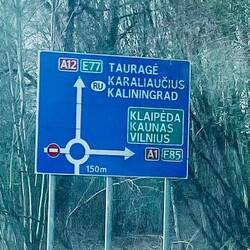 A12 E77 TAURAGĖ
RU KARALIAUČIUS
KALININGRAD
KLAIPĖDA
KAUNAS
VILNIUS
A1 E85
150m